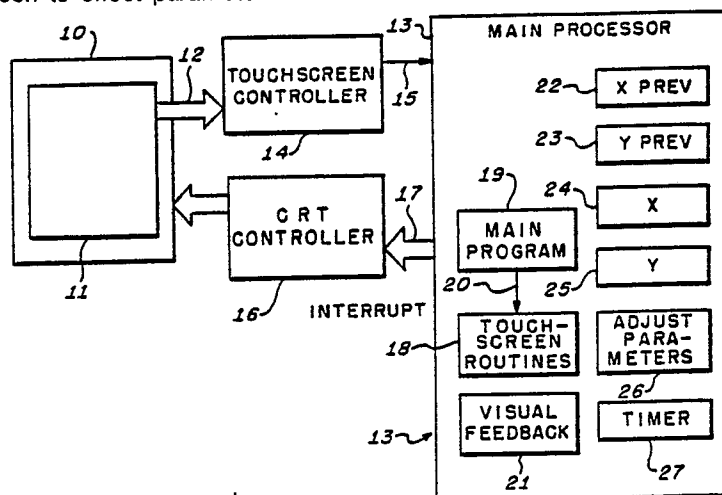 13
MAIN PROCESSOR
10
12
TOUCHSCREEN
CONTROLLER
15
14
22
X PREV
23
Y PREV
19
24
X
17
CRT
CONTROLLER
MAIN
PROGRAM
25
Y
11
16
20
INTERRUPT
18
TOUCH-
SCREEN
ROUTINES
ADJUST
PARA-
METERS
26
13
VISUAL
FEEDBACK
TIMER
21
27